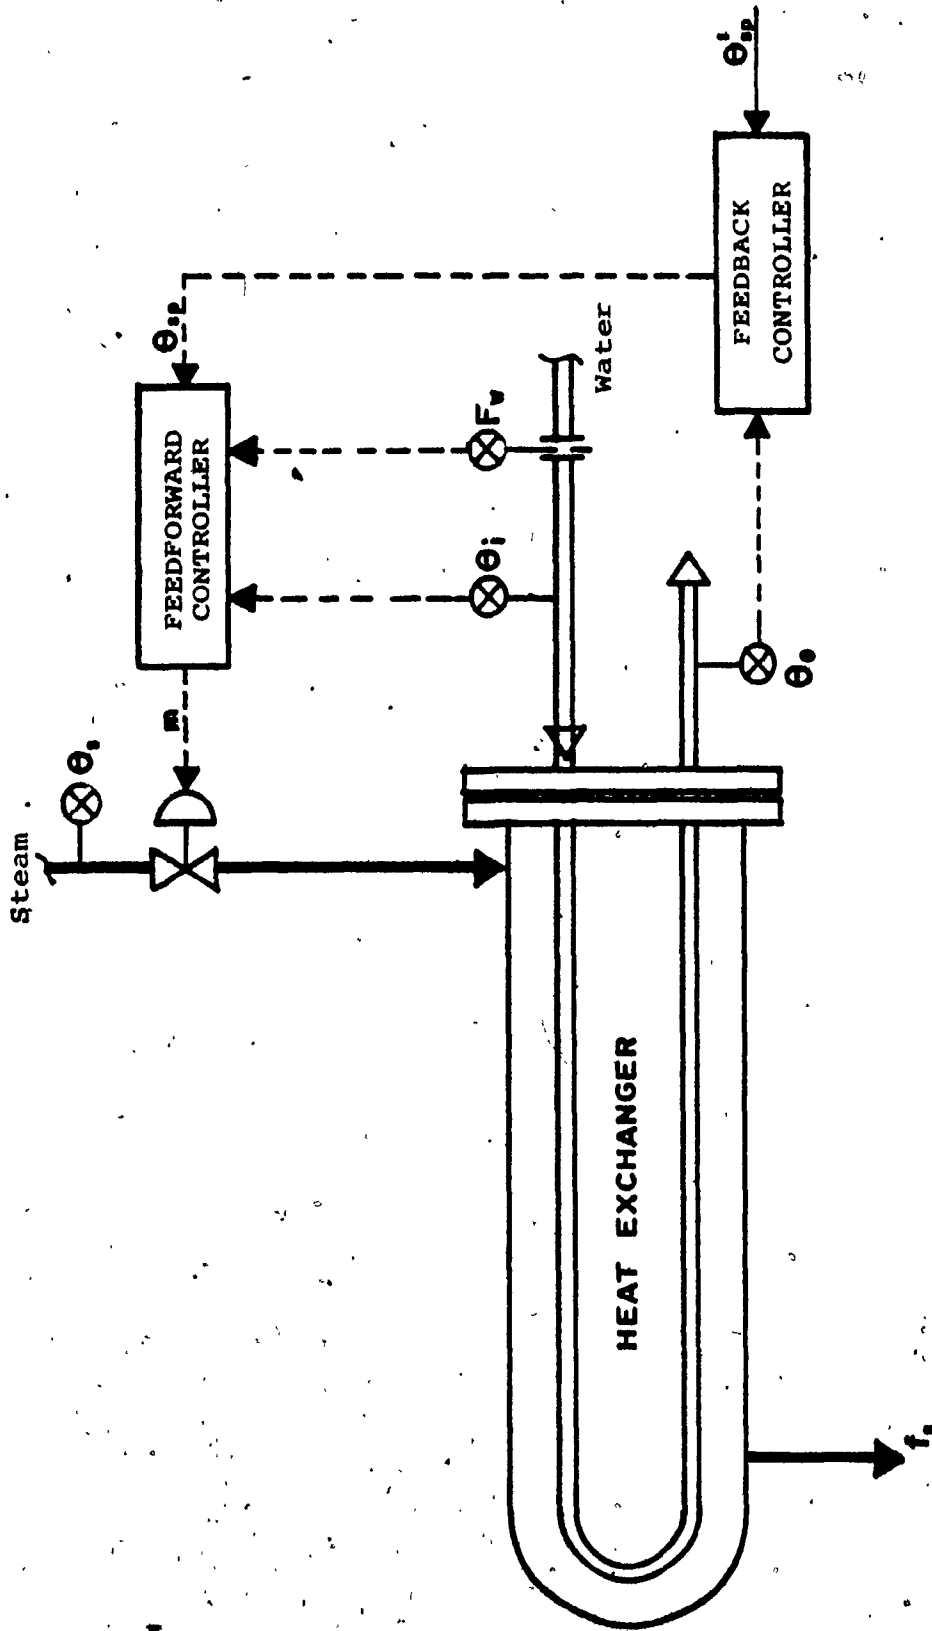 Steam
θs
m
FEEDFORWARD
CONTROLLER
θsp
θi
Fw
Water
θ'sp
FEEDBACK
CONTROLLER
θo
HEAT EXCHANGER